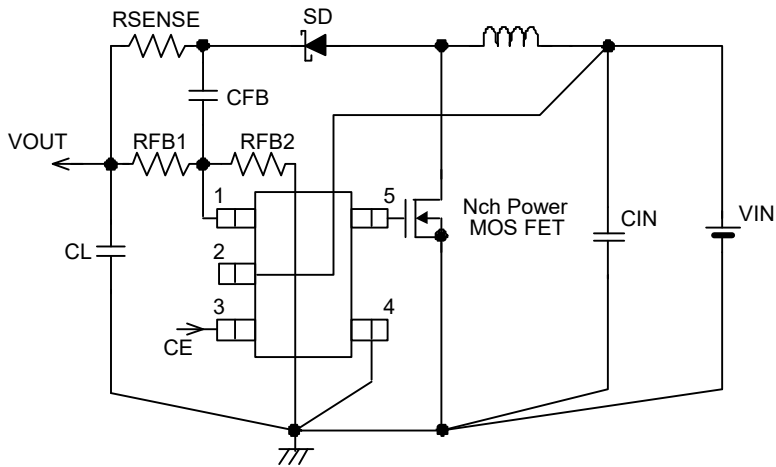 RSENSE
SD
CFB
VOUT
RFB1
RFB2
1
5
Nch Power
MOS FET
CIN
VIN
CL
2
3
4
CE